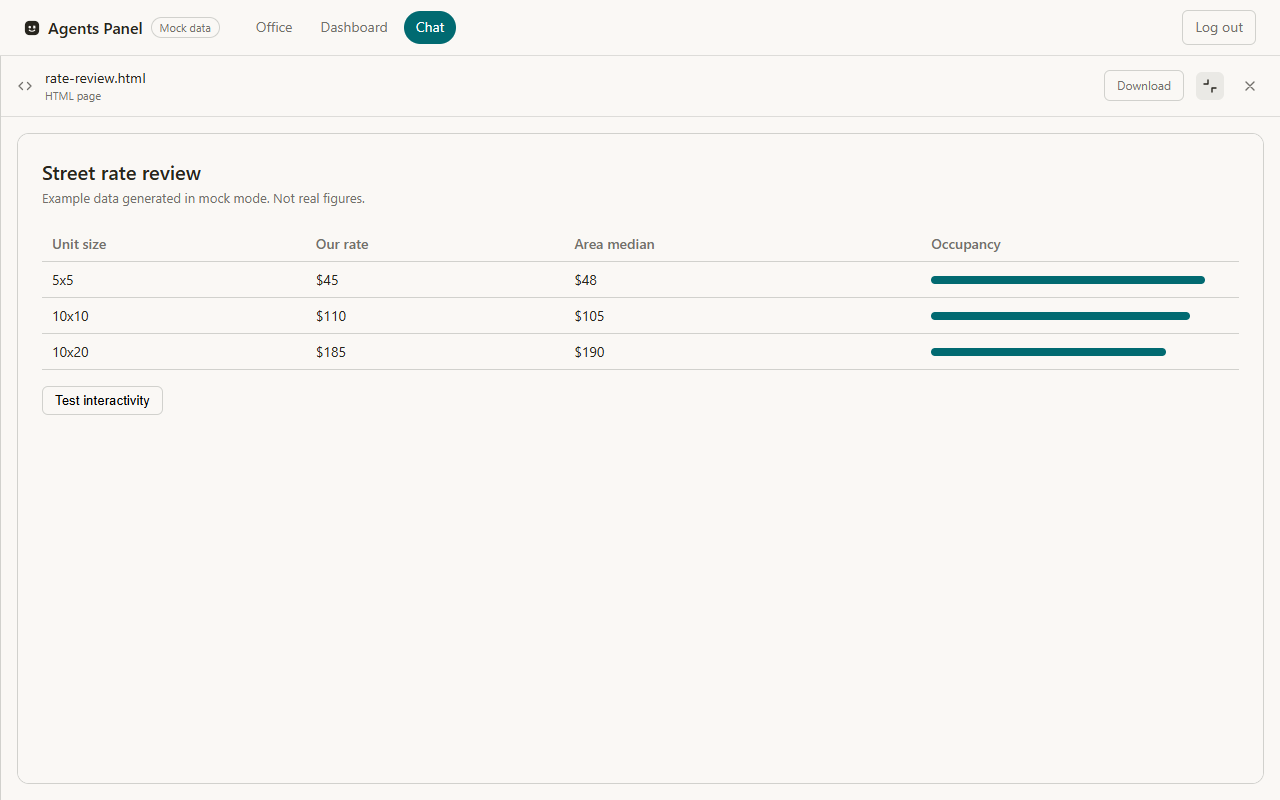 Agents Panel Mock data Office Dashboard Chat Log out
rate-review.html
HTML page
Download
Street rate review
Example data generated in mock mode. Not real figures.
Unit size Our rate Area median Occupancy
5x5 $45 $48
10x10 $110 $105
10x20 $185 $190
Test interactivity